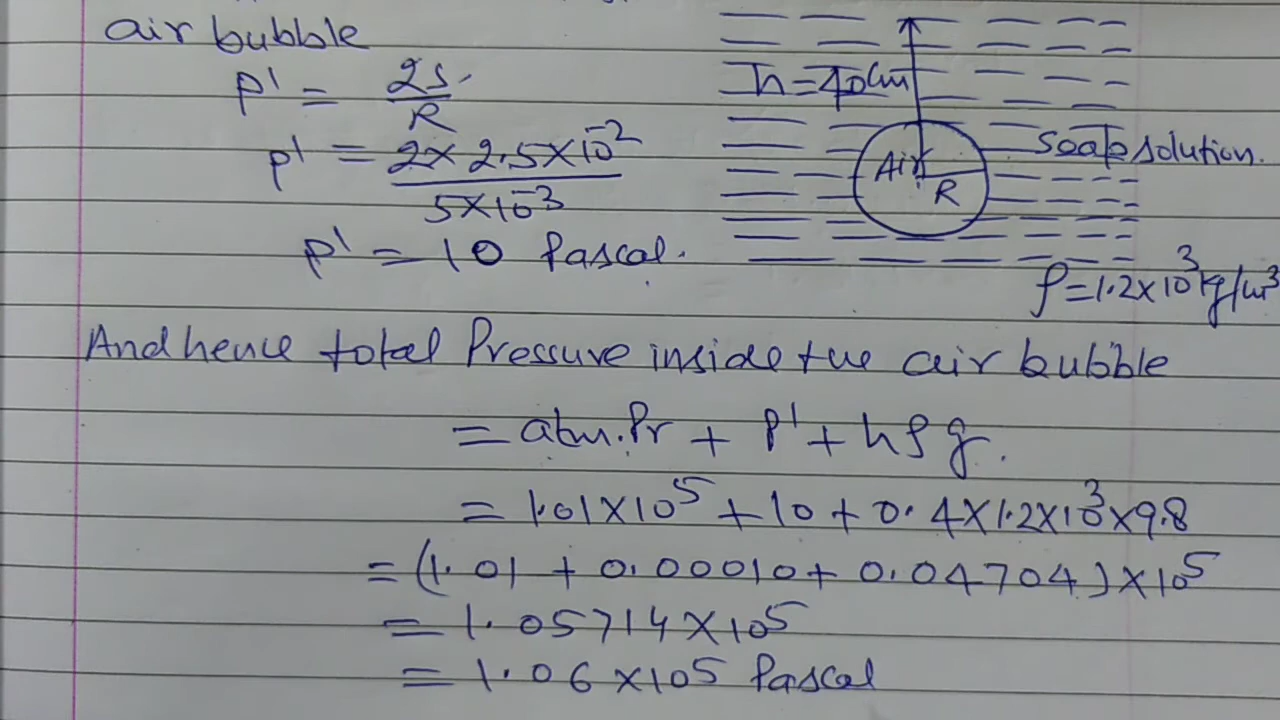 air bubble
P' = 2S/R
P' = 2 × 2.5 × 10⁻² / 5 × 10⁻³
P' = 10 Pascal.
h = 40 cm
Air
R
Soap solution.
ρ = 1.2 × 10³ kg/m³
And hence total Pressure inside the air bubble
= atm. Pr + P' + hρg.
= 1.01 × 10⁵ + 10 + 0.4 × 1.2 × 10³ × 9.8
= (1.01 + 0.00010 + 0.04704) × 10⁵
= 1.05714 × 10⁵
= 1.06 × 10⁵ Pascal